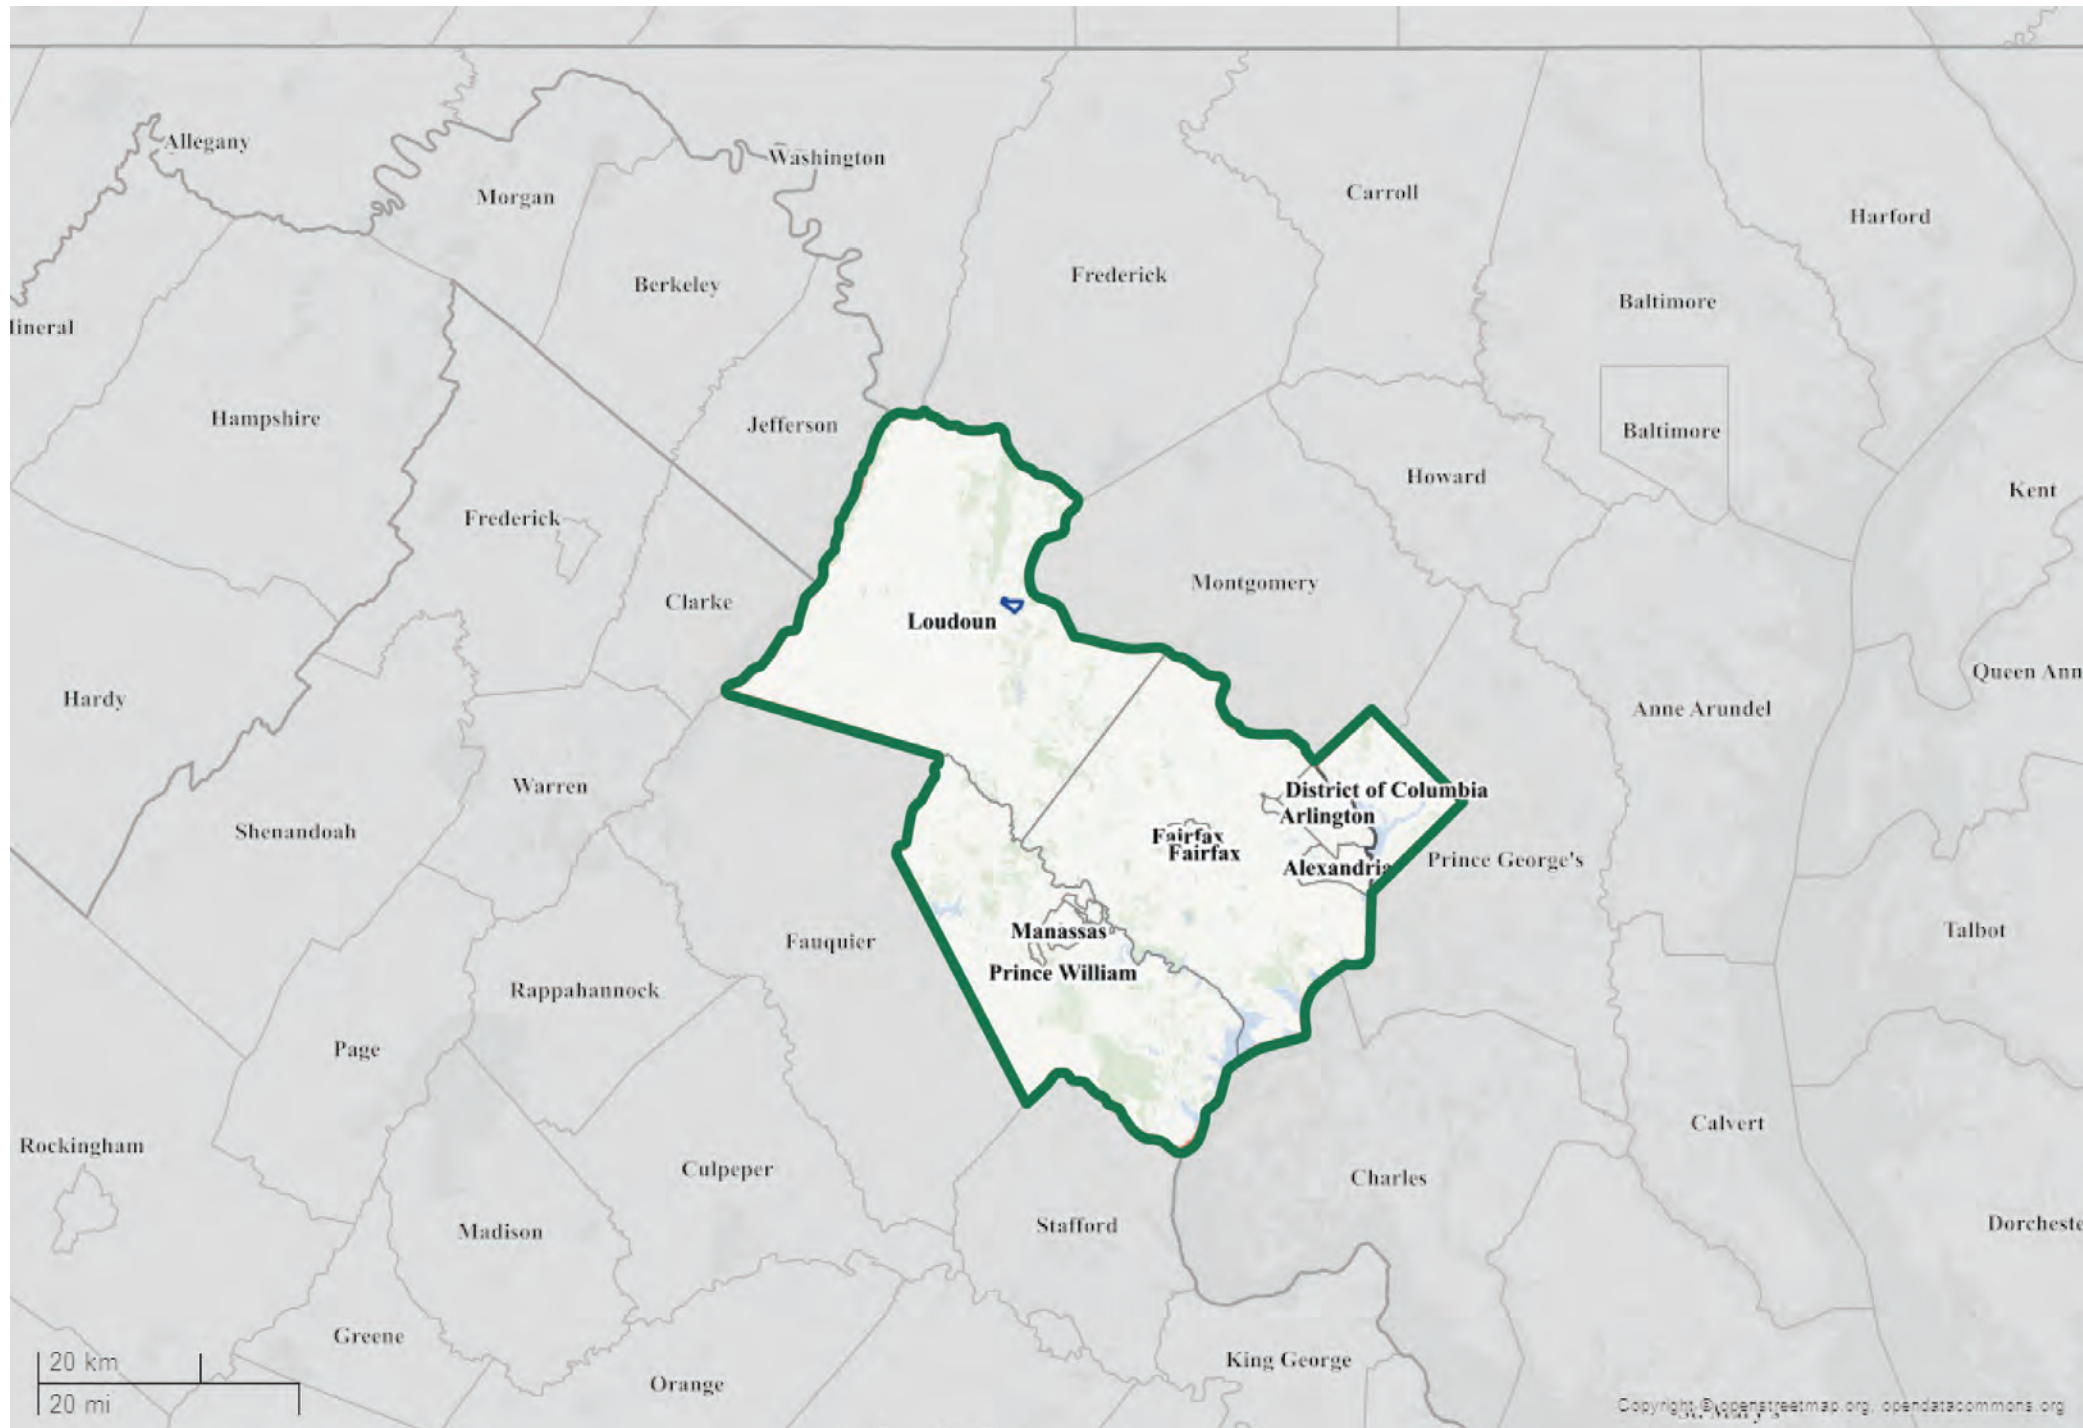 Allegany
Washington
Morgan
Carroll
Harford
Berkeley
Frederick
Baltimore
Hampshire
Jefferson
Baltimore
Howard
Kent
Frederick
Montgomery
Clarke
Loudoun
Hardy
Queen Ann
Anne Arundel
Warren
District of Columbia
Arlington
Shenandoah
Fairfax
Fairfax
Prince George's
Alexandria
Manassas
Fauquier
Talbot
Prince William
Rappahannock
Page
Calvert
Rockingham
Culpeper
Charles
Madison
Stafford
Dorcheste
Greene
King George
20 km
Orange
20 mi
Copyright © openstreetmap.org, opendatacommons.org